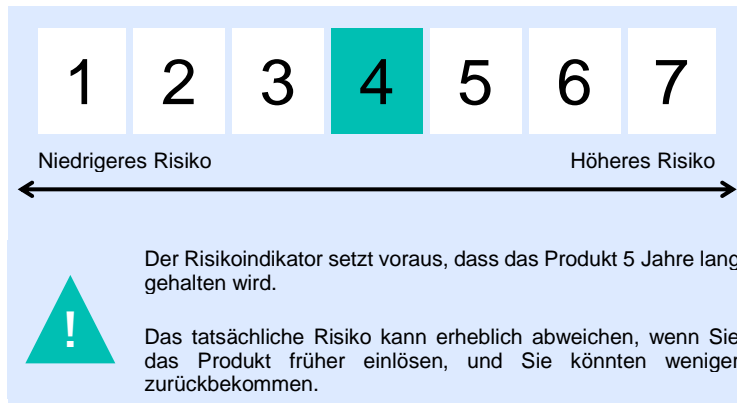 1 2 3 4 5 6 7
Niedrigeres Risiko Höheres Risiko
Der Risikoindikator setzt voraus, dass das Produkt 5 Jahre lang
gehalten wird.
!
Das tatsächliche Risiko kann erheblich abweichen, wenn Sie
das Produkt früher einlösen, und Sie könnten weniger
zurückbekommen.